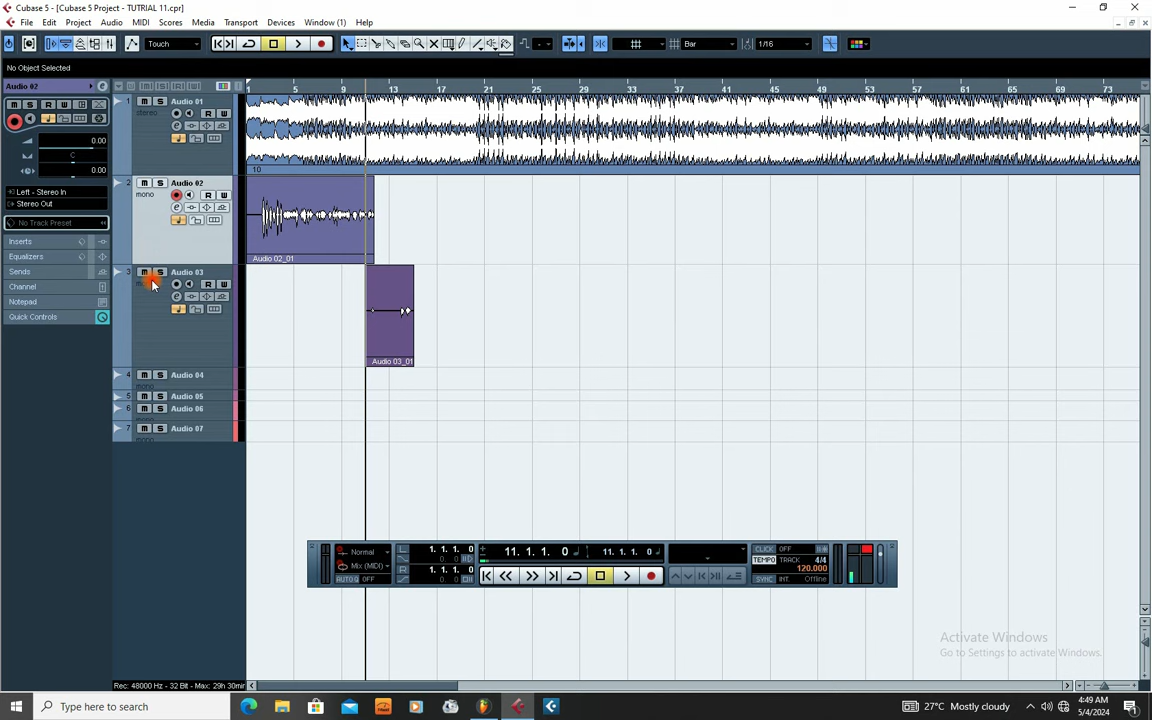 Cubase 5 - [Cubase 5 Project - TUTRIAL 11.cpr]
File Edit Project Audio MIDI Scores Media Transport Devices Window (1) Help
Touch Bar 1/16
No Object Selected
Audio 02
1 5 9 13 17 21 25 29 33 37 41 45 49 53 57 61 65 69 73
1 m S Audio 01
stereo
R W
10
m S R W
0.00
C
0.00
Left - Stereo In
Stereo Out
No Track Preset
Inserts
Equalizers
Sends
Channel
Notepad
Quick Controls
2 m S Audio 02
mono
R W
Audio 02_01
3 m S Audio 03
R W
Audio 03_01
4 m S Audio 04
mono
5 m S Audio 05
6 m S Audio 06
7 m S Audio 07
Normal
Mix (MIDI)
AUTO Q OFF
L 1. 1. 1. 0
R 1. 1. 1. 0
11. 1. 1. 0 11. 1. 1. 0
CLICK OFF
TEMPO TRACK 4/4
120.000
SYNC INT. Offline
Activate Windows
Go to Settings to activate Windows.
Rec: 48000 Hz - 32 Bit - Max: 29h 30min
Type here to search
27°C Mostly cloudy
4:49 AM
5/4/2024